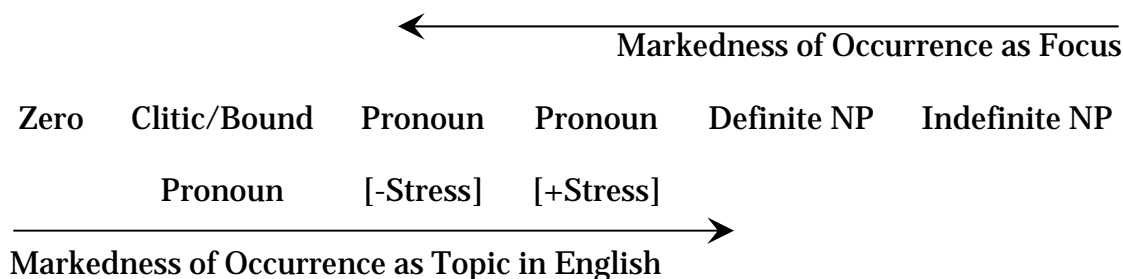 Markedness of Occurrence as Focus
Zero Clitic/Bound Pronoun Pronoun Definite NP Indefinite NP
Pronoun [-Stress] [+Stress]
Markedness of Occurrence as Topic in English